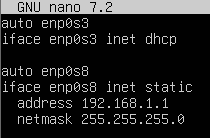 GNU nano 7.2
auto enp0s3
iface enp0s3 inet dhcp

auto enp0s8
iface enp0s8 inet static
  address 192.168.1.1
  netmask 255.255.255.0